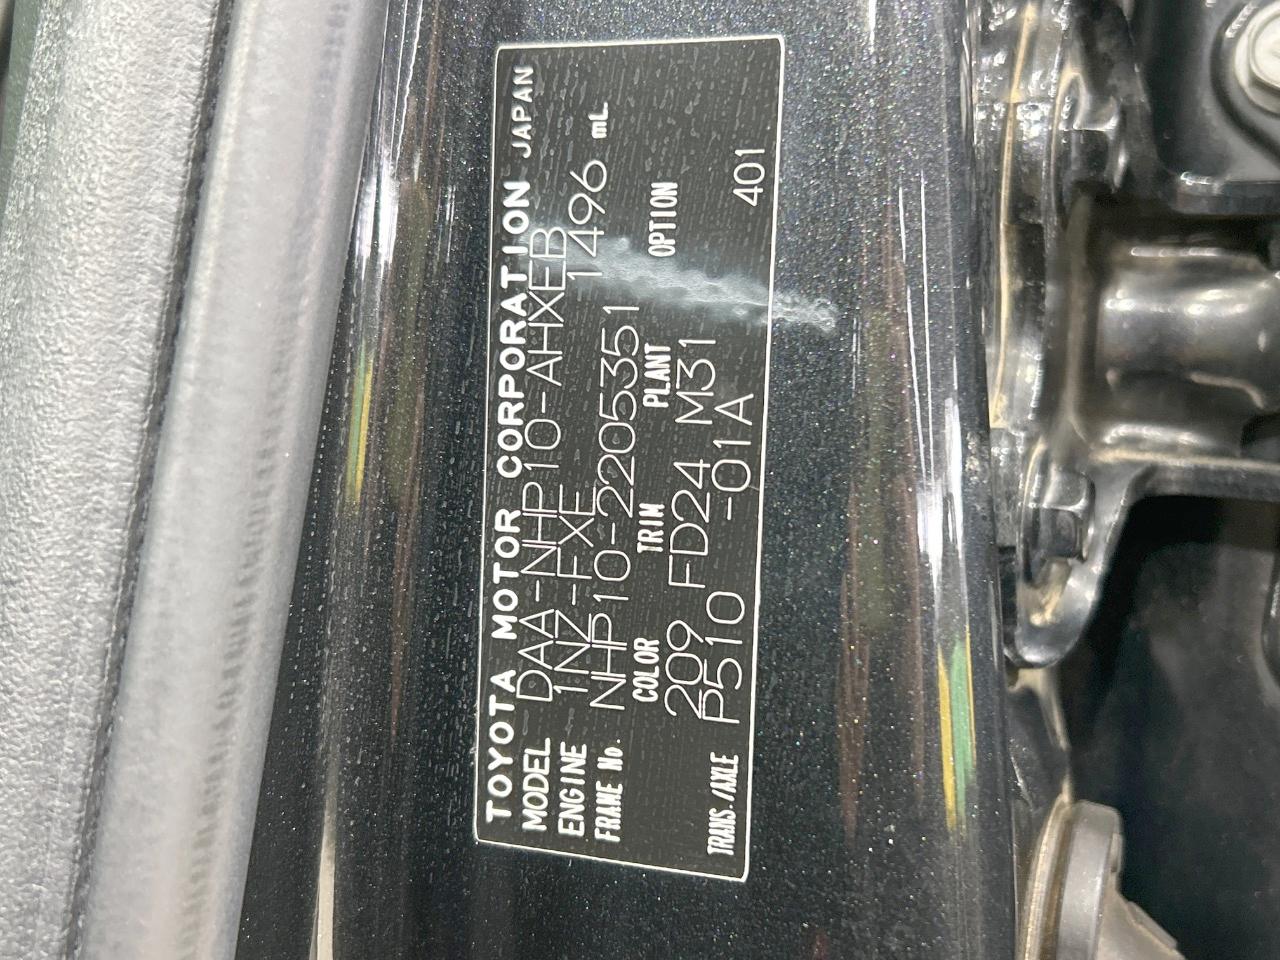 TOYOTA MOTOR CORPORATION JAPAN
MODEL DAA-NHP10-AHXEB
ENGINE 1NZ-FXE 1496 mL
FRAME No. NHP10-2205351
COLOR TRIM PLANT OPTION
209 FD24 M31
TRANS./AXLE P510 -01A 401